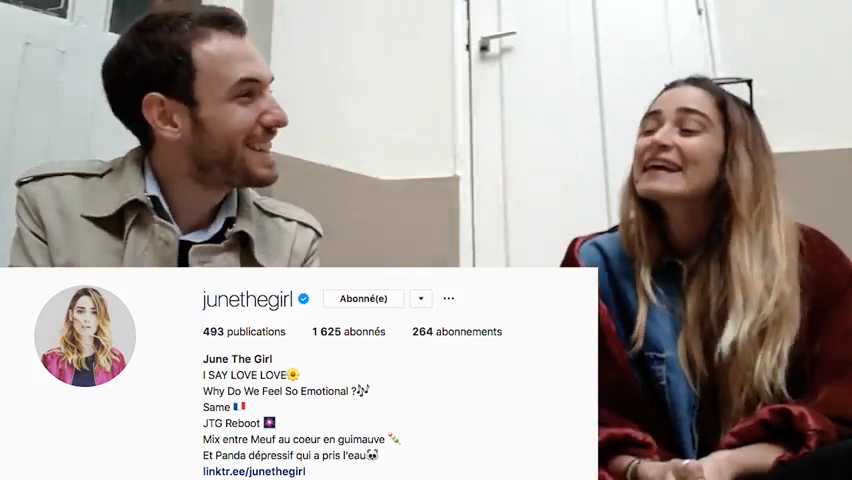 junethegirl Abonné(e) ...
493 publications 1 625 abonnés 264 abonnements
June The Girl
I SAY LOVE LOVE🌼
Why Do We Feel So Emotional ?🎶
Same 🇫🇷
JTG Reboot 🎆
Mix entre Meuf au coeur en guimauve 🍬
Et Panda dépressif qui a pris l'eau🐼
linktr.ee/junethegirl